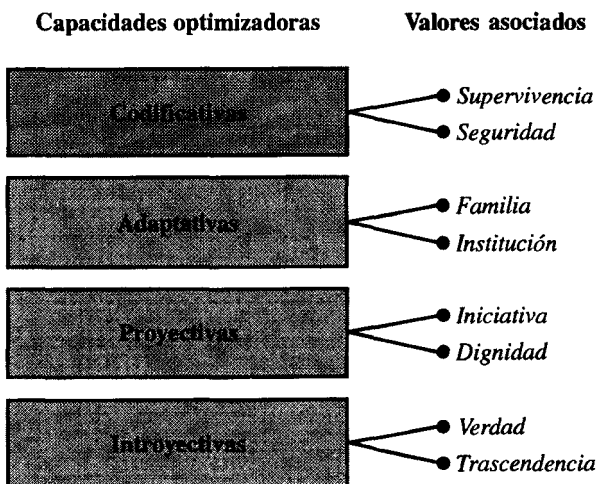 Capacidades optimizadoras
Valores asociados
Codificativas
Supervivencia
Seguridad
Adaptativas
Familia
Institución
Proyectivas
Iniciativa
Dignidad
Introyectivas
Verdad
Trascendencia